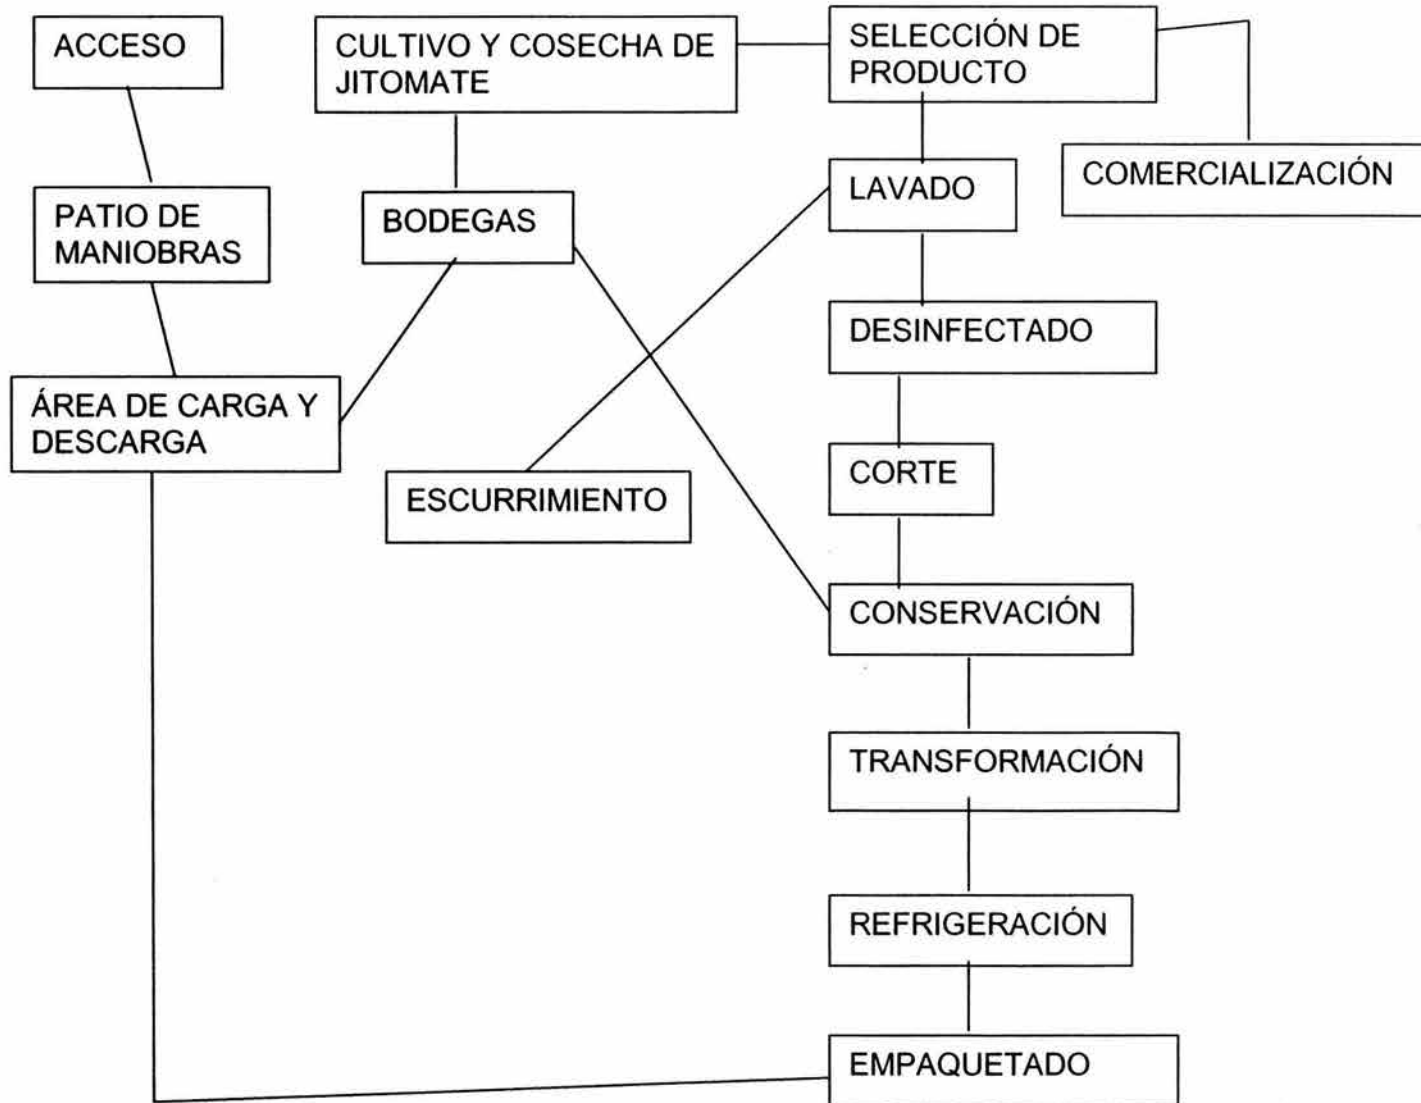 ACCESO
CULTIVO Y COSECHA DE
JITOMATE
SELECCIÓN DE
PRODUCTO
COMERCIALIZACIÓN
PATIO DE
MANIOBRAS
BODEGAS
LAVADO
DESINFECTADO
ÁREA DE CARGA Y
DESCARGA
ESCURRIMIENTO
CORTE
CONSERVACIÓN
TRANSFORMACIÓN
REFRIGERACIÓN
EMPAQUETADO